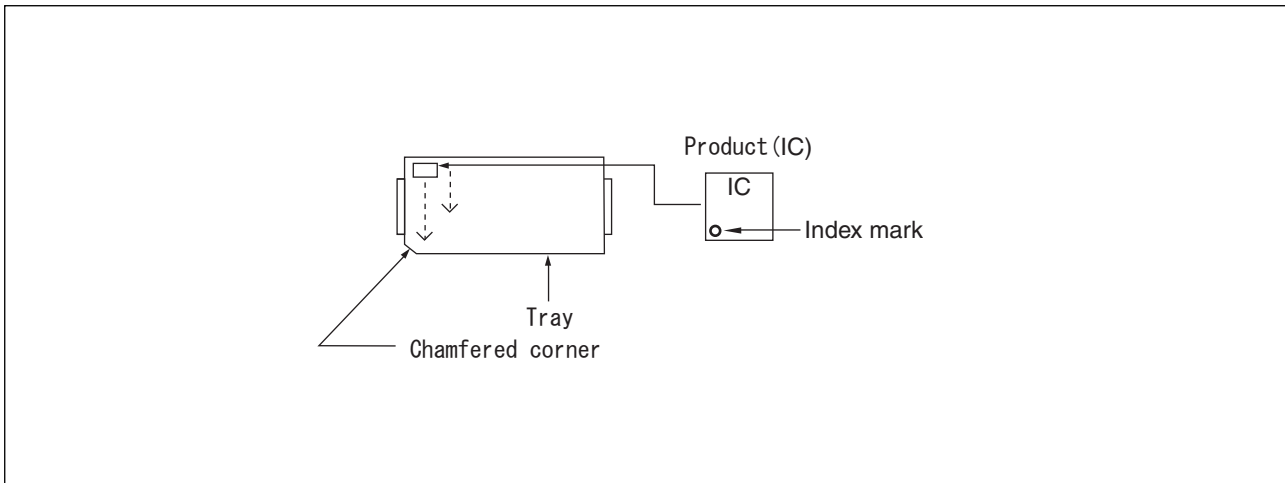 Product(IC)
IC
Index mark
Tray
Chamfered corner